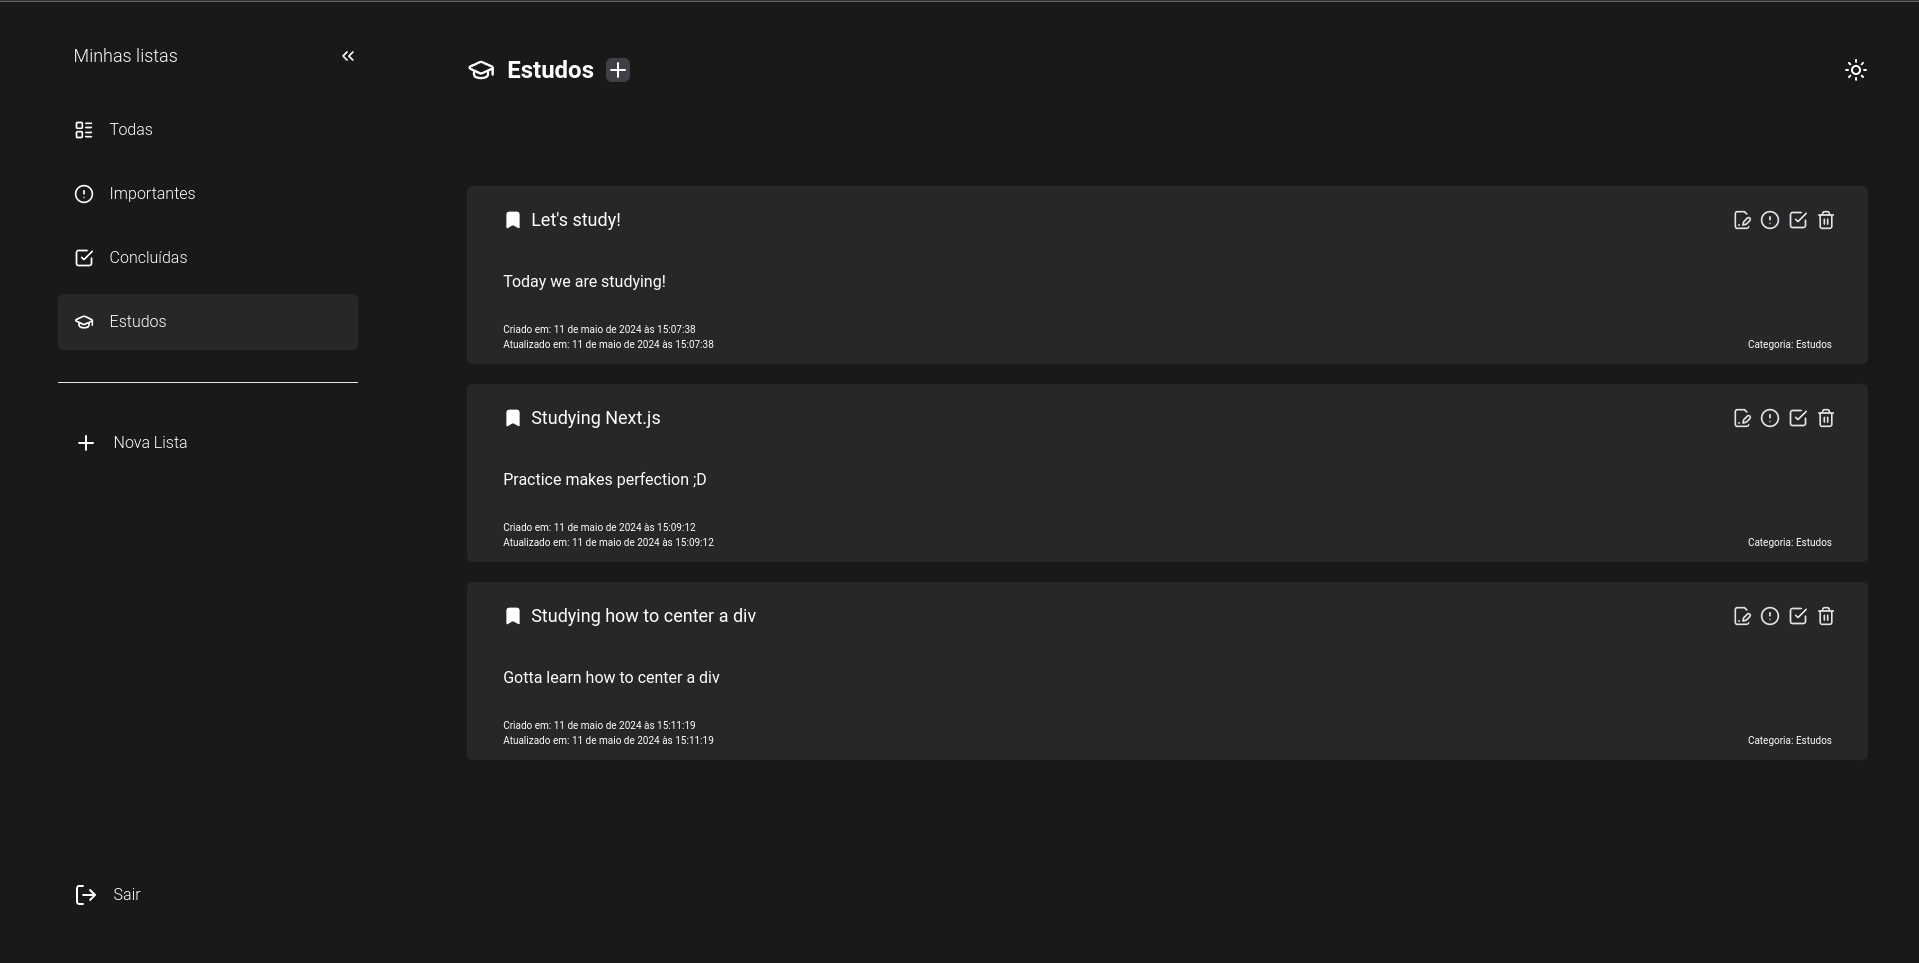 Minhas listas
Todas
Importantes
Concluídas
Estudos
Nova Lista
Sair
Estudos
Let's study!
Today we are studying!
Criado em: 11 de maio de 2024 às 15:07:38
Atualizado em: 11 de maio de 2024 às 15:07:38
Categoria: Estudos
Studying Next.js
Practice makes perfection ;D
Criado em: 11 de maio de 2024 às 15:09:12
Atualizado em: 11 de maio de 2024 às 15:09:12
Categoria: Estudos
Studying how to center a div
Gotta learn how to center a div
Criado em: 11 de maio de 2024 às 15:11:19
Atualizado em: 11 de maio de 2024 às 15:11:19
Categoria: Estudos